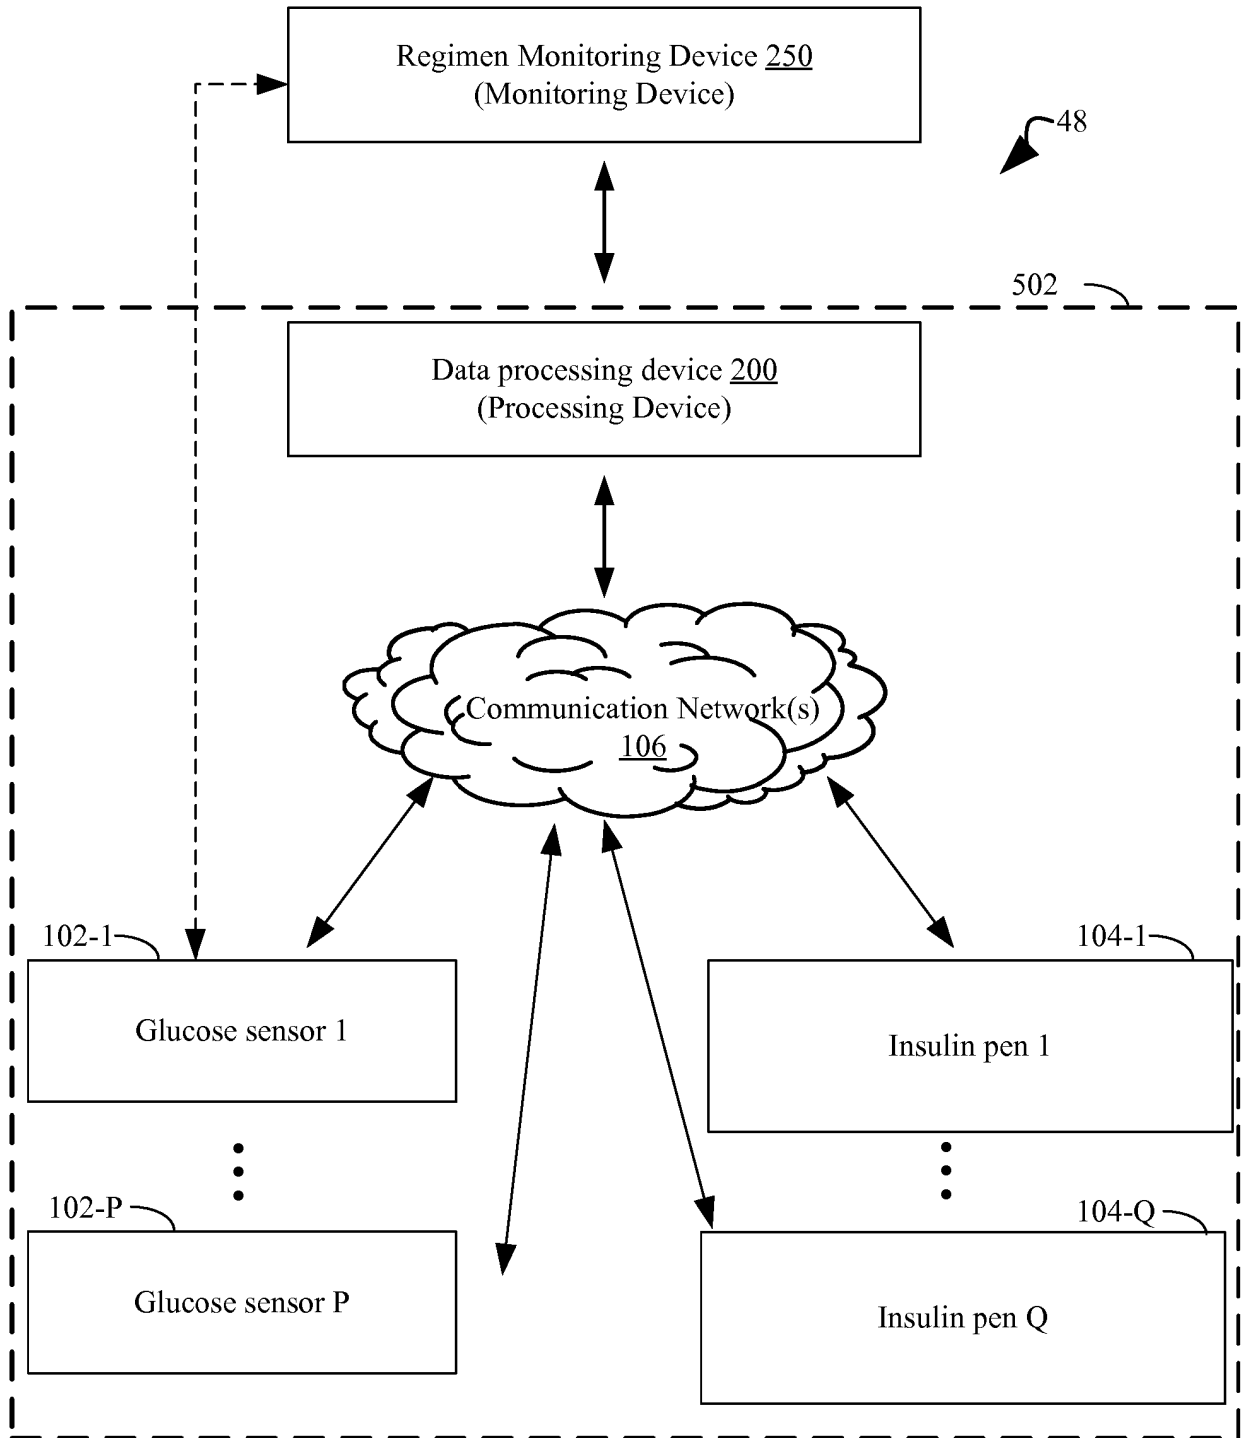 Regimen Monitoring Device 250
(Monitoring Device)
48
502
Data processing device 200
(Processing Device)
Communication Network(s)
106
102-1
104-1
Glucose sensor 1
Insulin pen 1
102-P
104-Q
Glucose sensor P
Insulin pen Q